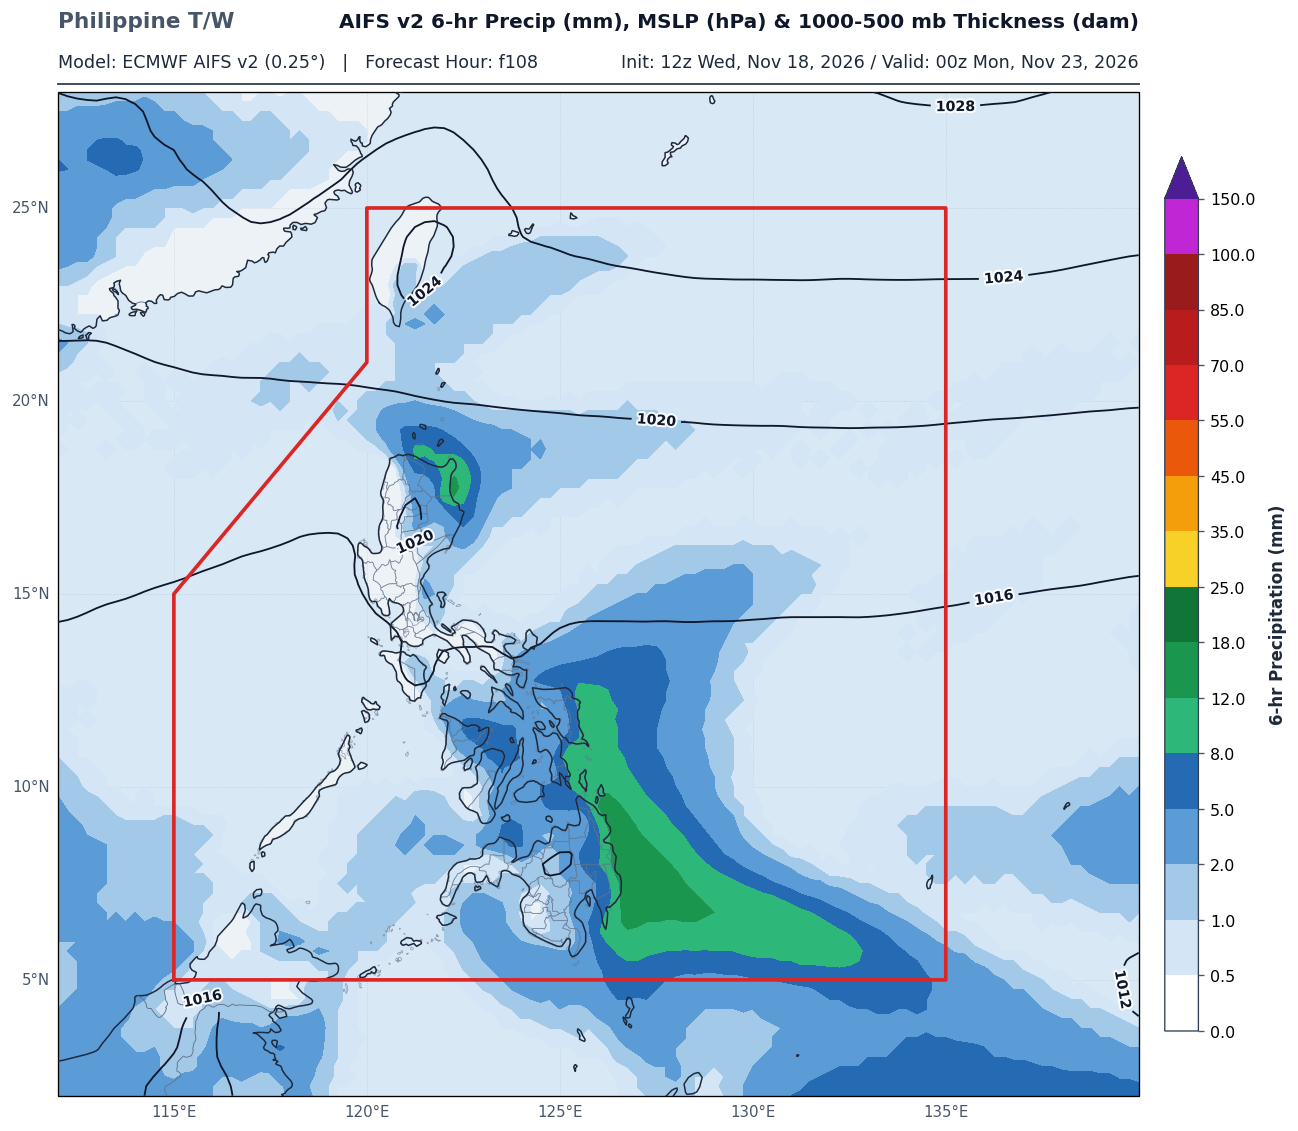 Philippine T/W
AIFS v2 6-hr Precip (mm), MSLP (hPa) & 1000-500 mb Thickness (dam)
Model: ECMWF AIFS v2 (0.25°) | Forecast Hour: f108
Init: 12z Wed, Nov 18, 2026 / Valid: 00z Mon, Nov 23, 2026
1028
1024
1024
1020
1020
1016
1016
1012
25°N
20°N
15°N
10°N
5°N
115°E
120°E
125°E
130°E
135°E
150.0
100.0
85.0
70.0
55.0
45.0
35.0
25.0
18.0
12.0
8.0
5.0
2.0
1.0
0.5
0.0
6-hr Precipitation (mm)